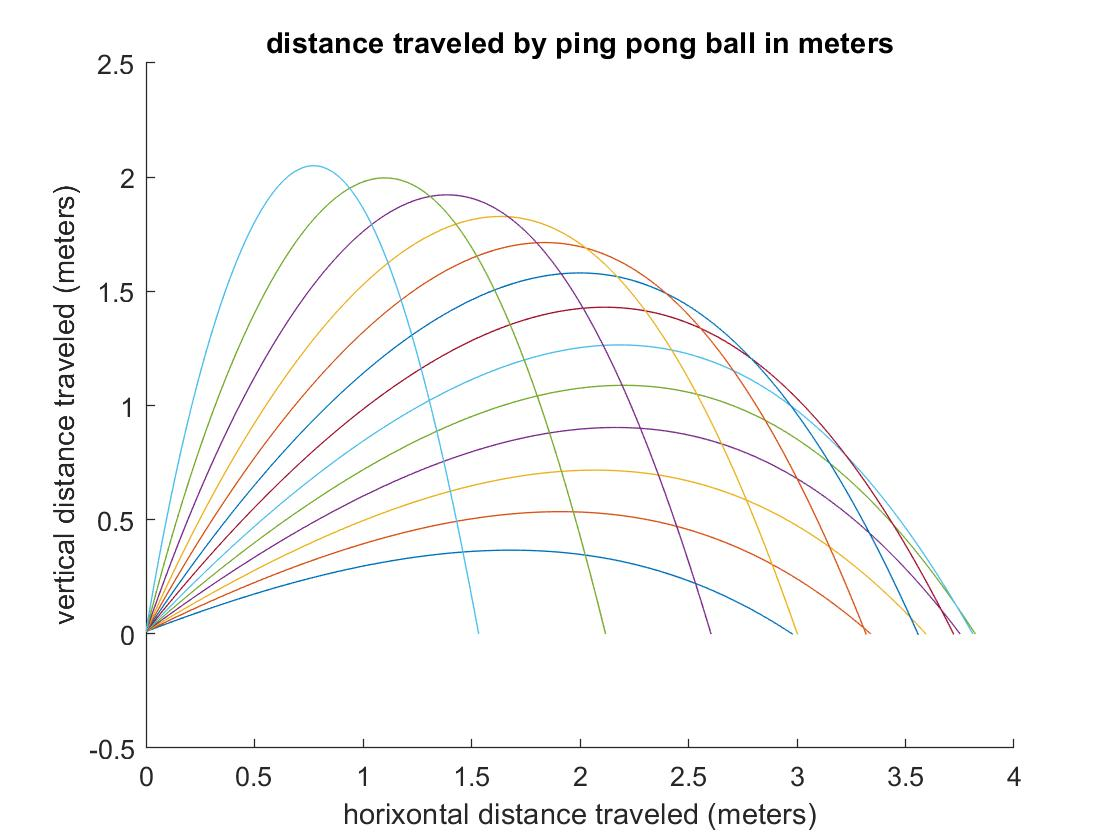 distance traveled by ping pong ball in meters
2.5
2
1.5
1
0.5
0
-0.5
vertical distance traveled (meters)
0 0.5 1 1.5 2 2.5 3 3.5 4
horixontal distance traveled (meters)